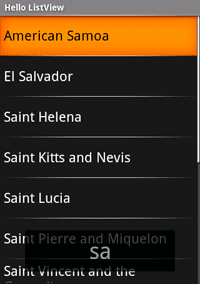 Hello ListView
American Samoa
El Salvador
Saint Helena
Saint Kitts and Nevis
Saint Lucia
Saint Pierre and Miquelon
sa
Saint Vincent and the